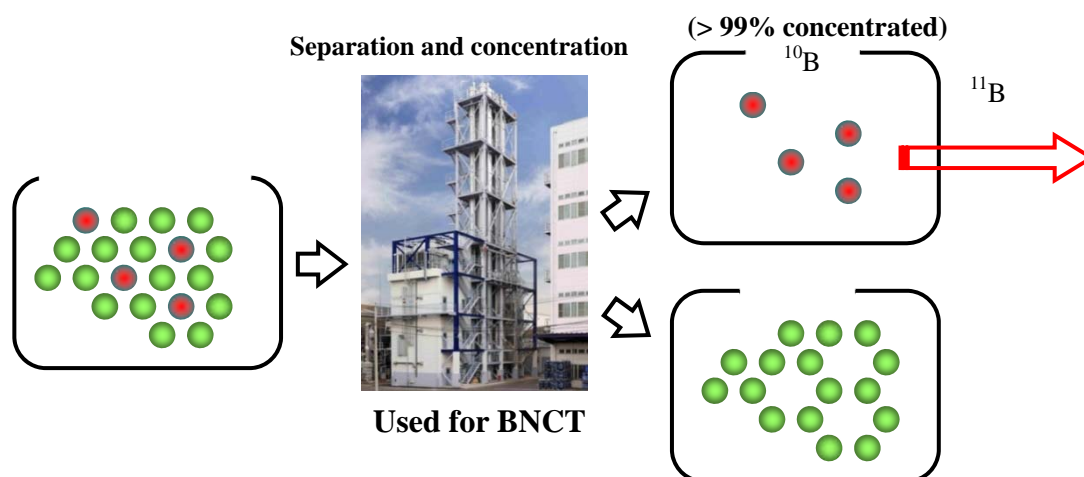 (> 99% concentrated)
Separation and concentration
¹⁰B
¹¹B
Used for BNCT